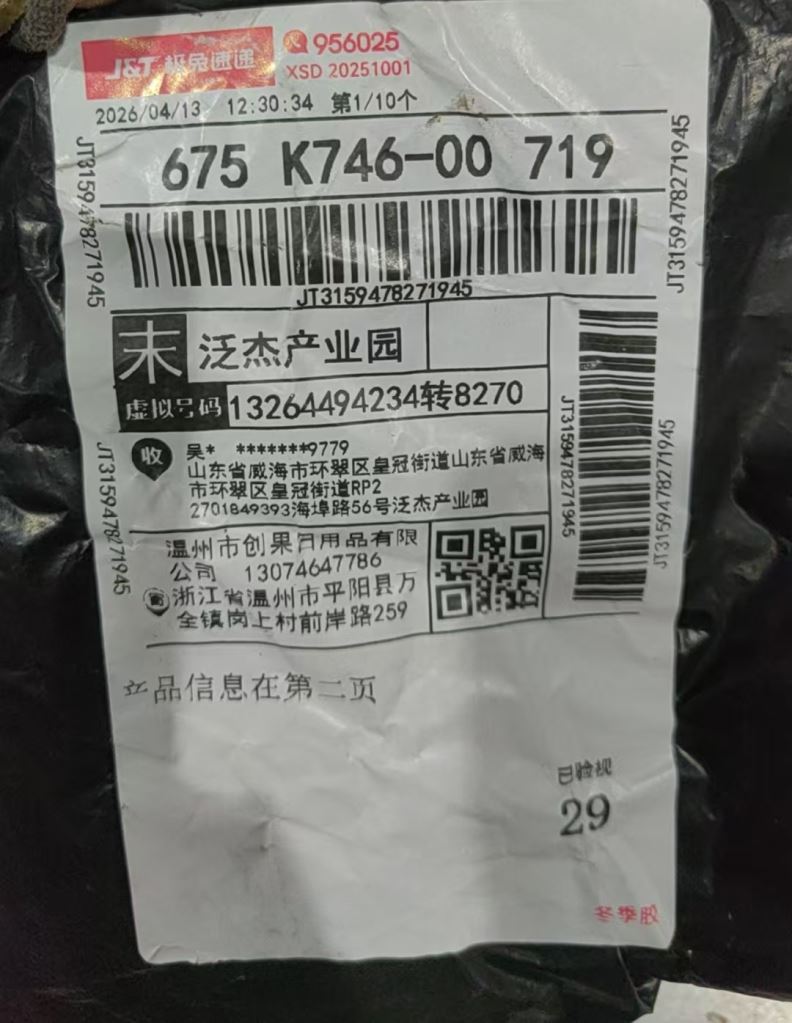 J&T 极兔速递
956025
XSD 20251001
2026/04/13 12:30:34 第1/10个
675 K746-00 719
JT3159478271945
JT3159478271945
JT3159478271945
末 泛杰产业园
虚拟号码 13264494234转8270
收
吴* *******9779
山东省威海市环翠区皇冠街道山东省威海
市环翠区皇冠街道RP2
2701849393海埠路56号泛杰产业园
温州市创果日用品有限
公司 13074647786
寄 浙江省温州市平阳县万
全镇岗上村前岸路259
JT3159478271945
JT3159478271945
JT3159478271945
产品信息在第二页
已验视
29
冬季胶